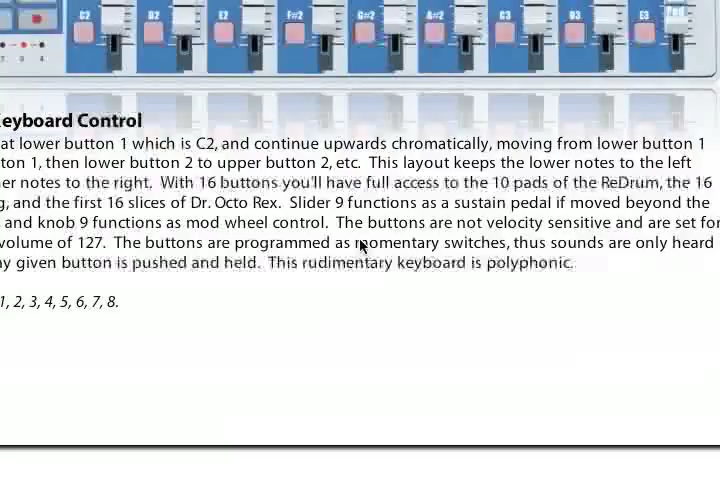 C2 D2 E2 F#2 G#2 A#2 C3 D3 E3
eyboard Control
at lower button 1 which is C2, and continue upwards chromatically, moving from lower button 1
ton 1, then lower button 2 to upper button 2, etc. This layout keeps the lower notes to the left
er notes to the right. With 16 buttons you'll have full access to the 10 pads of the ReDrum, the 16
g, and the first 16 slices of Dr. Octo Rex. Slider 9 functions as a sustain pedal if moved beyond the
and knob 9 functions as mod wheel control. The buttons are not velocity sensitive and are set for
volume of 127. The buttons are programmed as momentary switches, thus sounds are only heard
ny given button is pushed and held. This rudimentary keyboard is polyphonic.
1, 2, 3, 4, 5, 6, 7, 8.